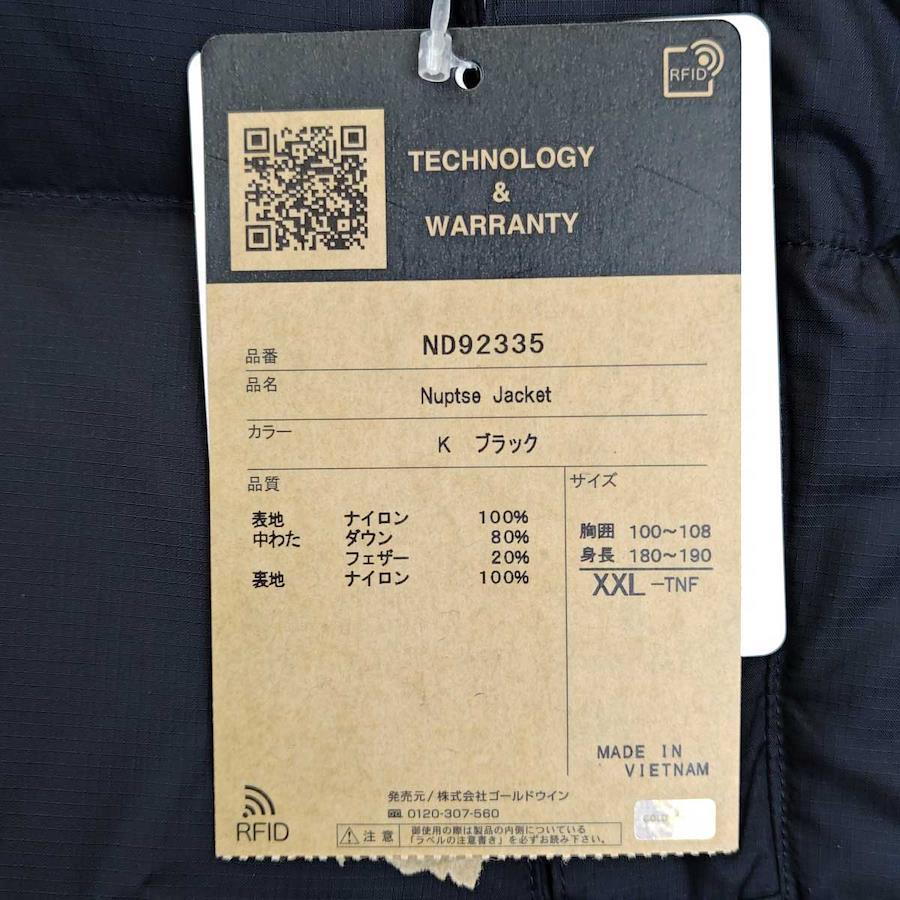 RFID
TECHNOLOGY
&
WARRANTY
品番 ND92335
品名 Nuptse Jacket
カラー K ブラック
品質
表地 ナイロン 100%
中わた ダウン 80%
フェザー 20%
裏地 ナイロン 100%
サイズ
胸囲 100～108
身長 180～190
XXL -TNF
MADE IN
VIETNAM
発売元/株式会社ゴールドウイン
0120-307-560
RFID
注意
御使用の際は製品の内側についている
「ラベルの注意書き」を必ずお読み下さい。
GOLD